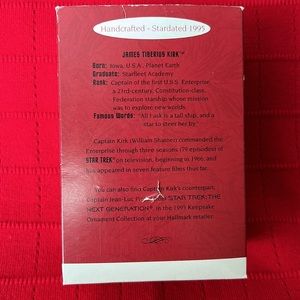 Handcrafted - Stardated 1995
JAMES TIBERIUS KIRK™
Born: Iowa, U.S.A., Planet Earth
Graduate: Starfleet Academy
Rank: Captain of the first U.S.S. Enterprise,
a 23rd-century, Constitution-class,
Federation starship whose mission
was to explore new worlds
Famous Words: "All I ask is a tall ship, and a
star to steer her by."
Captain Kirk (William Shatner) commanded the
Enterprise through three seasons (79 episodes) of
STAR TREK™ on television, beginning in 1966, and
has appeared in seven feature films thus far.
You can also find Captain Kirk's counterpart,
Captain Jean-Luc STAR TREK: THE
NEXT GENERATION®, in the 1995 Keepsake
Ornament Collection at your Hallmark retailer.